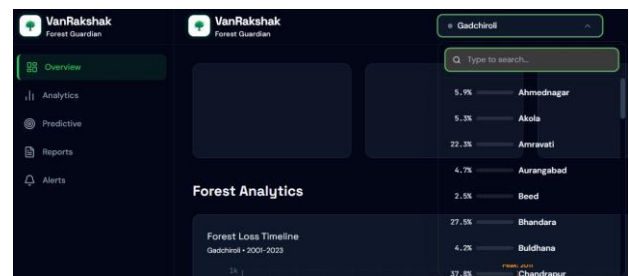 VanRakshak
Forest Guardian
Overview
Analytics
Predictive
Reports
Alerts
VanRakshak
Forest Guardian
Gadchiroli
Type to search...
5.9% Ahmednagar
5.3% Akola
22.3% Amravati
4.7% Aurangabad
2.5% Beed
27.5% Bhandara
4.2% Buldhana
37.8% Chandrapur
Forest Analytics
Forest Loss Timeline
Gadchiroli • 2001-2023
1k